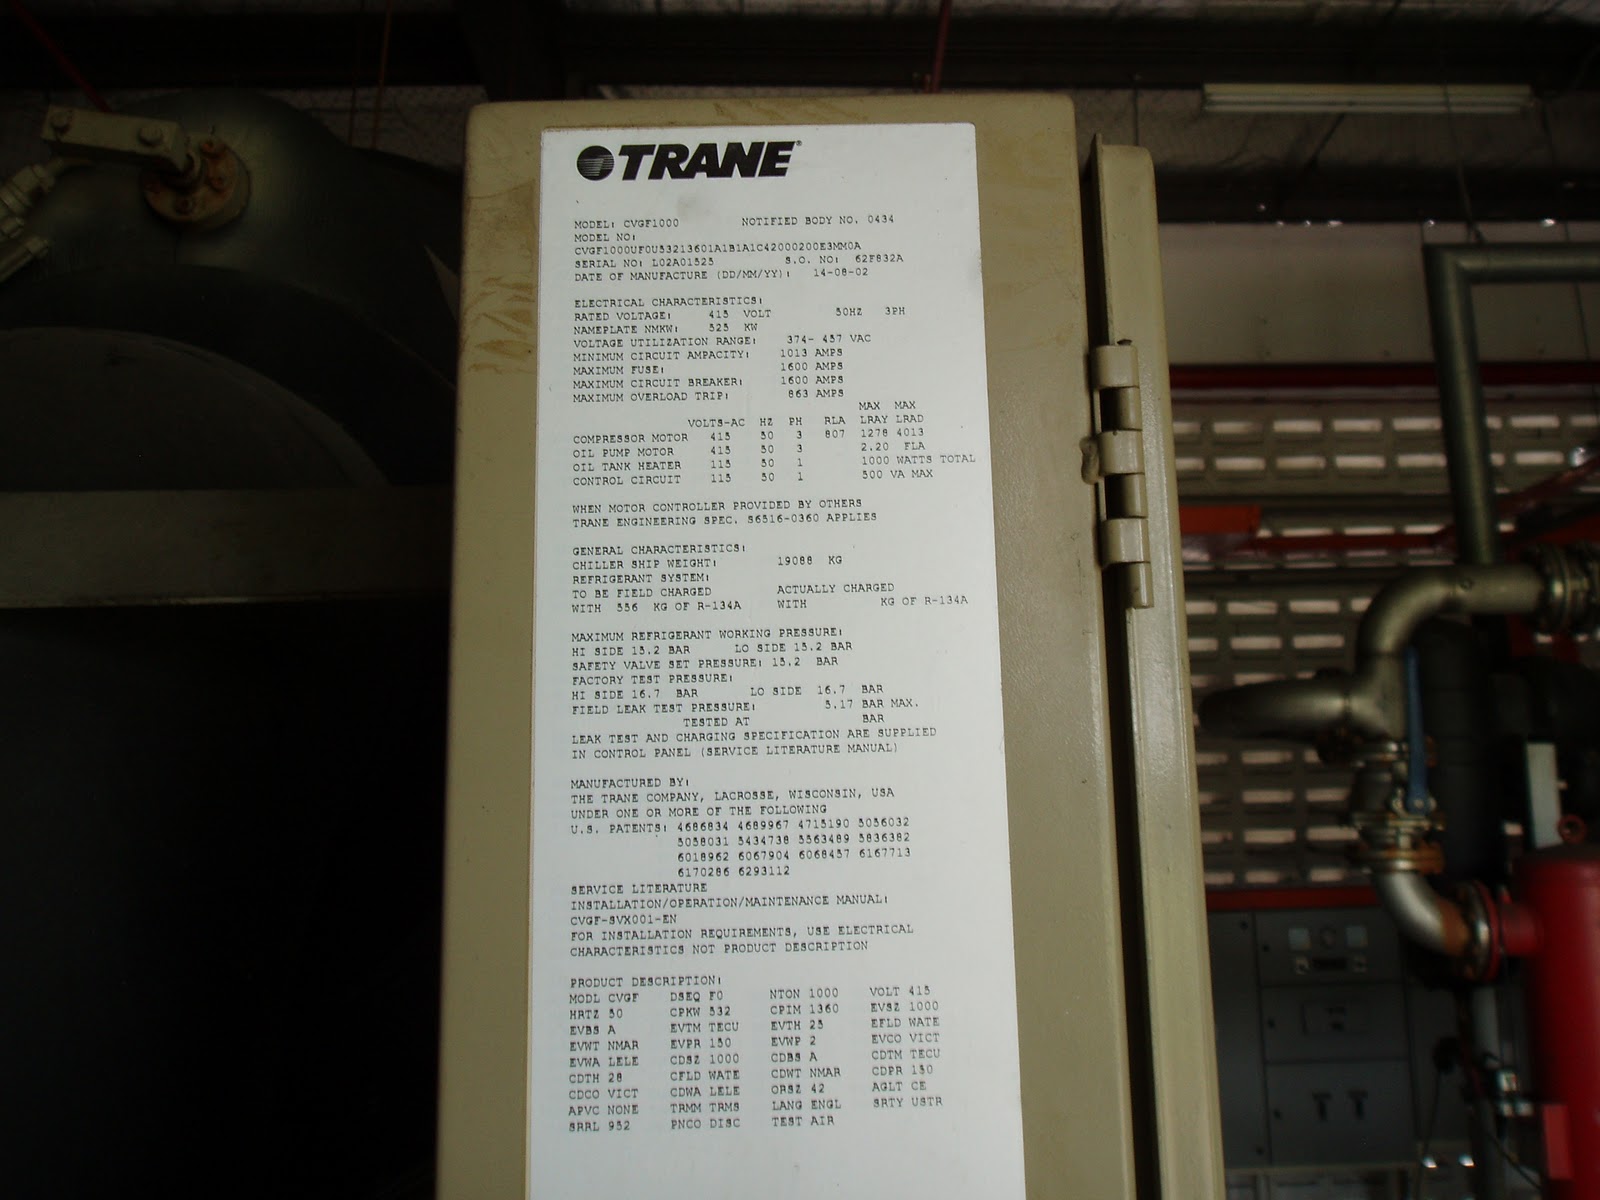 TRANE®
MODEL: CVGF1000 NOTIFIED BODY NO. 0434
MODEL NO:
CVGF1000UF0U53213601A1B1A1C42000200E3MM0A
SERIAL NO: L02A01525 S.O. NO: 62F832A
DATE OF MANUFACTURE (DD/MM/YY): 14-08-02
ELECTRICAL CHARACTERISTICS:
RATED VOLTAGE: 415 VOLT 50HZ 3PH
NAMEPLATE NMKW: 525 KW
VOLTAGE UTILIZATION RANGE: 374- 457 VAC
MINIMUM CIRCUIT AMPACITY: 1013 AMPS
MAXIMUM FUSE: 1600 AMPS
MAXIMUM CIRCUIT BREAKER: 1600 AMPS
MAXIMUM OVERLOAD TRIP: 863 AMPS
MAX MAX
VOLTS-AC HZ PH RLA LRAY LRAD
COMPRESSOR MOTOR 415 50 3 807 1278 4013
OIL PUMP MOTOR 415 50 3 2.20 FLA
OIL TANK HEATER 115 50 1 1000 WATTS TOTAL
CONTROL CIRCUIT 115 50 1 500 VA MAX
WHEN MOTOR CONTROLLER PROVIDED BY OTHERS
TRANE ENGINEERING SPEC. S6516-0360 APPLIES
GENERAL CHARACTERISTICS:
CHILLER SHIP WEIGHT: 19088 KG
REFRIGERANT SYSTEM:
TO BE FIELD CHARGED ACTUALLY CHARGED
WITH 556 KG OF R-134A WITH KG OF R-134A
MAXIMUM REFRIGERANT WORKING PRESSURE:
HI SIDE 15.2 BAR LO SIDE 15.2 BAR
SAFETY VALVE SET PRESSURE: 15.2 BAR
FACTORY TEST PRESSURE:
HI SIDE 16.7 BAR LO SIDE 16.7 BAR
FIELD LEAK TEST PRESSURE: 5.17 BAR MAX.
TESTED AT BAR
LEAK TEST AND CHARGING SPECIFICATION ARE SUPPLIED
IN CONTROL PANEL (SERVICE LITERATURE MANUAL)
MANUFACTURED BY:
THE TRANE COMPANY, LACROSSE, WISCONSIN, USA
UNDER ONE OR MORE OF THE FOLLOWING
U.S. PATENTS: 4686834 4689967 4715190 5056032
5058031 5434738 5563489 5836382
6018962 6067904 6068457 6167713
6170286 6293112
SERVICE LITERATURE
INSTALLATION/OPERATION/MAINTENANCE MANUAL:
CVGF-SVX001-EN
FOR INSTALLATION REQUIREMENTS, USE ELECTRICAL
CHARACTERISTICS NOT PRODUCT DESCRIPTION
PRODUCT DESCRIPTION:
MODL CVGF DSEQ F0 NTON 1000 VOLT 415
HRTZ 50 CPKW 532 CPIM 1360 EVSZ 1000
EVBS A EVTM TECU EVTH 25 EFLD WATE
EVWT NMAR EVPR 150 EVWP 2 EVCO VICT
EVWA LELE CDSZ 1000 CDBS A CDTM TECU
CDTH 28 CFLD WATE CDWT NMAR CDPR 150
CDCO VICT CDWA LELE ORSZ 42 AGLT CE
APVC NONE TRMM TRMS LANG ENGL SRTY USTR
SRRL 952 PNCO DISC TEST AIR